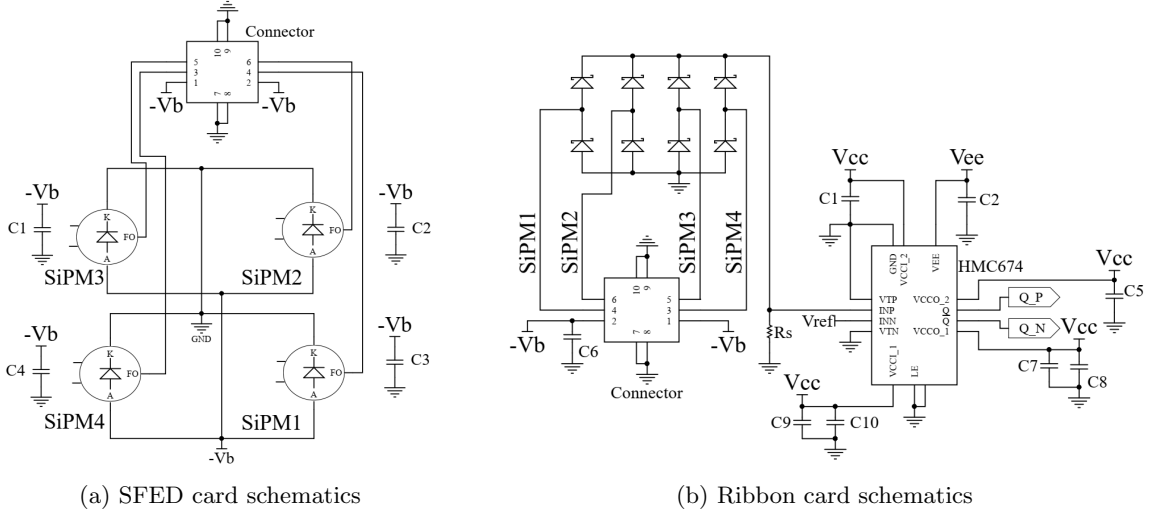 Connector
10
9
5
3
1
6
4
2
7
8
-Vb
-Vb
-Vb
C1
K
FO
A
SiPM3
K
FO
A
SiPM2
-Vb
C2
GND
-Vb
C4
K
FO
A
SiPM4
K
FO
A
SiPM1
-Vb
C3
-Vb
(a) SFED card schematics
SiPM1
SiPM2
SiPM3
SiPM4
10
9
6
4
2
5
3
1
7
8
-Vb
C6
-Vb
Connector
Rs
Vcc
C1
Vee
C2
GND
VCCI_2
VEE
HMC674
VTP
INP
INN
VTN
VCCO_2
Q
Q
VCCO_1
VCCI_1
LE
Vref
Q_P
Q_N
Vcc
C5
Vcc
C7
C8
Vcc
C9
C10
(b) Ribbon card schematics